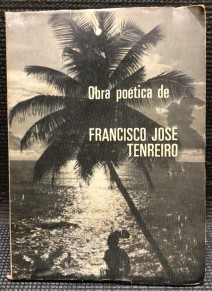 Obra poética de
FRANCISCO JOSÉ
TENREIRO